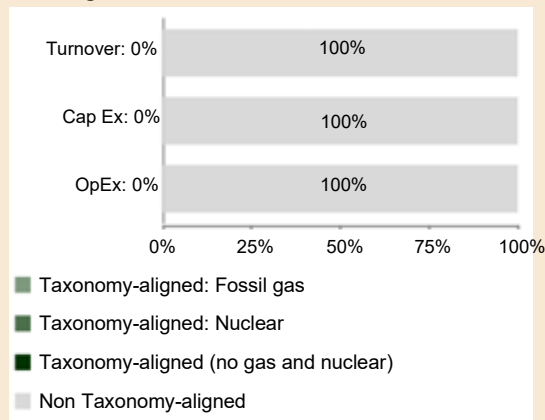 Turnover: 0% 100%
Cap Ex: 0% 100%
OpEx: 0% 100%
0% 25% 50% 75% 100%
Taxonomy-aligned: Fossil gas
Taxonomy-aligned: Nuclear
Taxonomy-aligned (no gas and nuclear)
Non Taxonomy-aligned